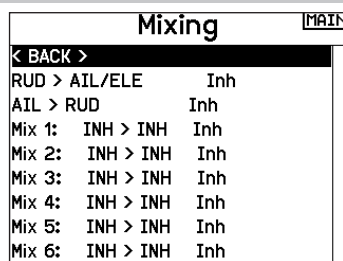 Mixing
MAIN
< BACK >
RUD > AIL/ELE Inh
AIL > RUD Inh
Mix 1: INH > INH Inh
Mix 2: INH > INH Inh
Mix 3: INH > INH Inh
Mix 4: INH > INH Inh
Mix 5: INH > INH Inh
Mix 6: INH > INH Inh